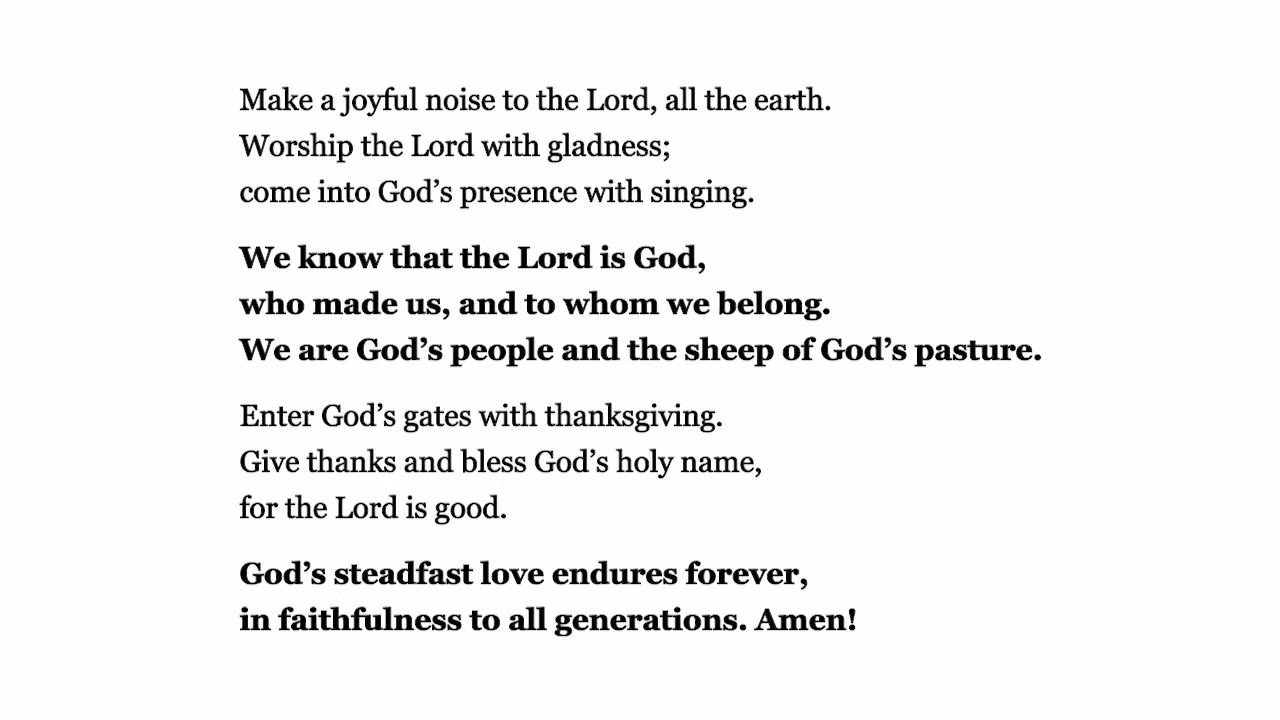 Make a joyful noise to the Lord, all the earth.
Worship the Lord with gladness;
come into God’s presence with singing.
We know that the Lord is God,
who made us, and to whom we belong.
We are God’s people and the sheep of God’s pasture.
Enter God’s gates with thanksgiving.
Give thanks and bless God’s holy name,
for the Lord is good.
God’s steadfast love endures forever,
in faithfulness to all generations. Amen!